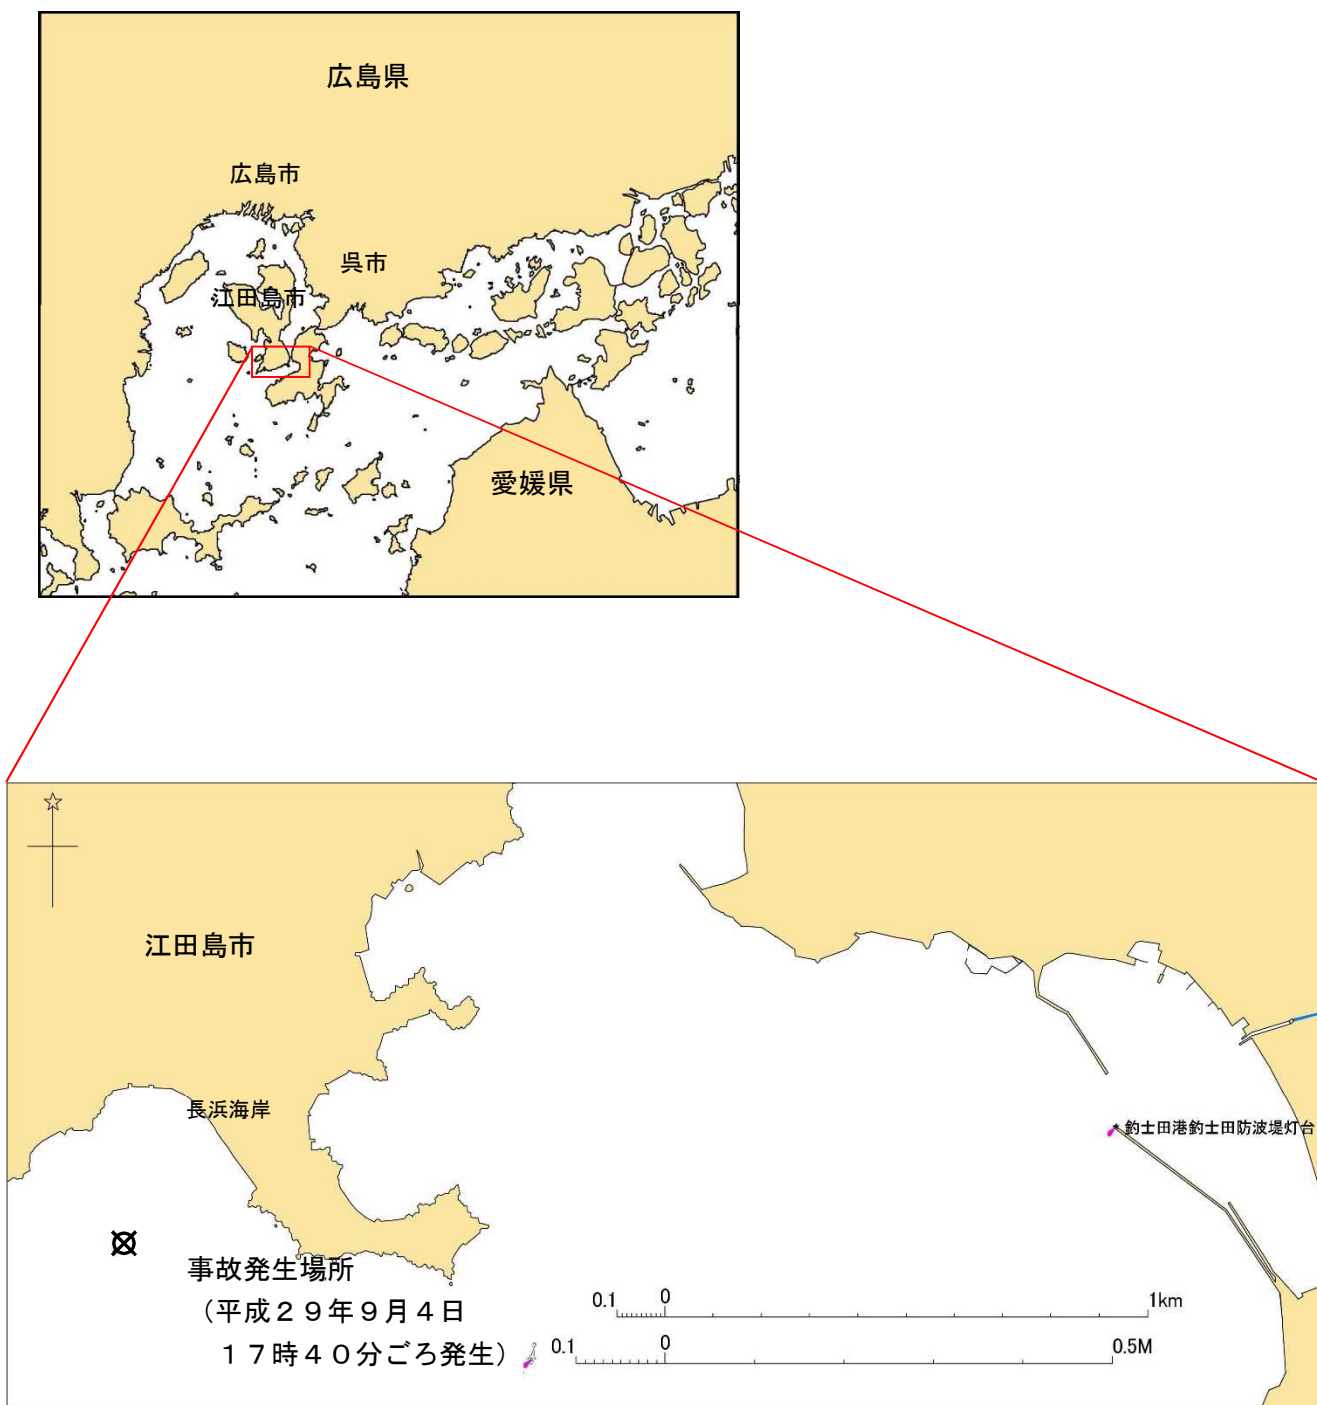 広島県
広島市
呉市
江田島市
愛媛県
江田島市
長浜海岸
釣士田港釣士田防波堤灯台
事故発生場所
（平成２９年９月４日
１７時４０分ごろ発生）
0.1 0 1km
0.1 0 0.5M